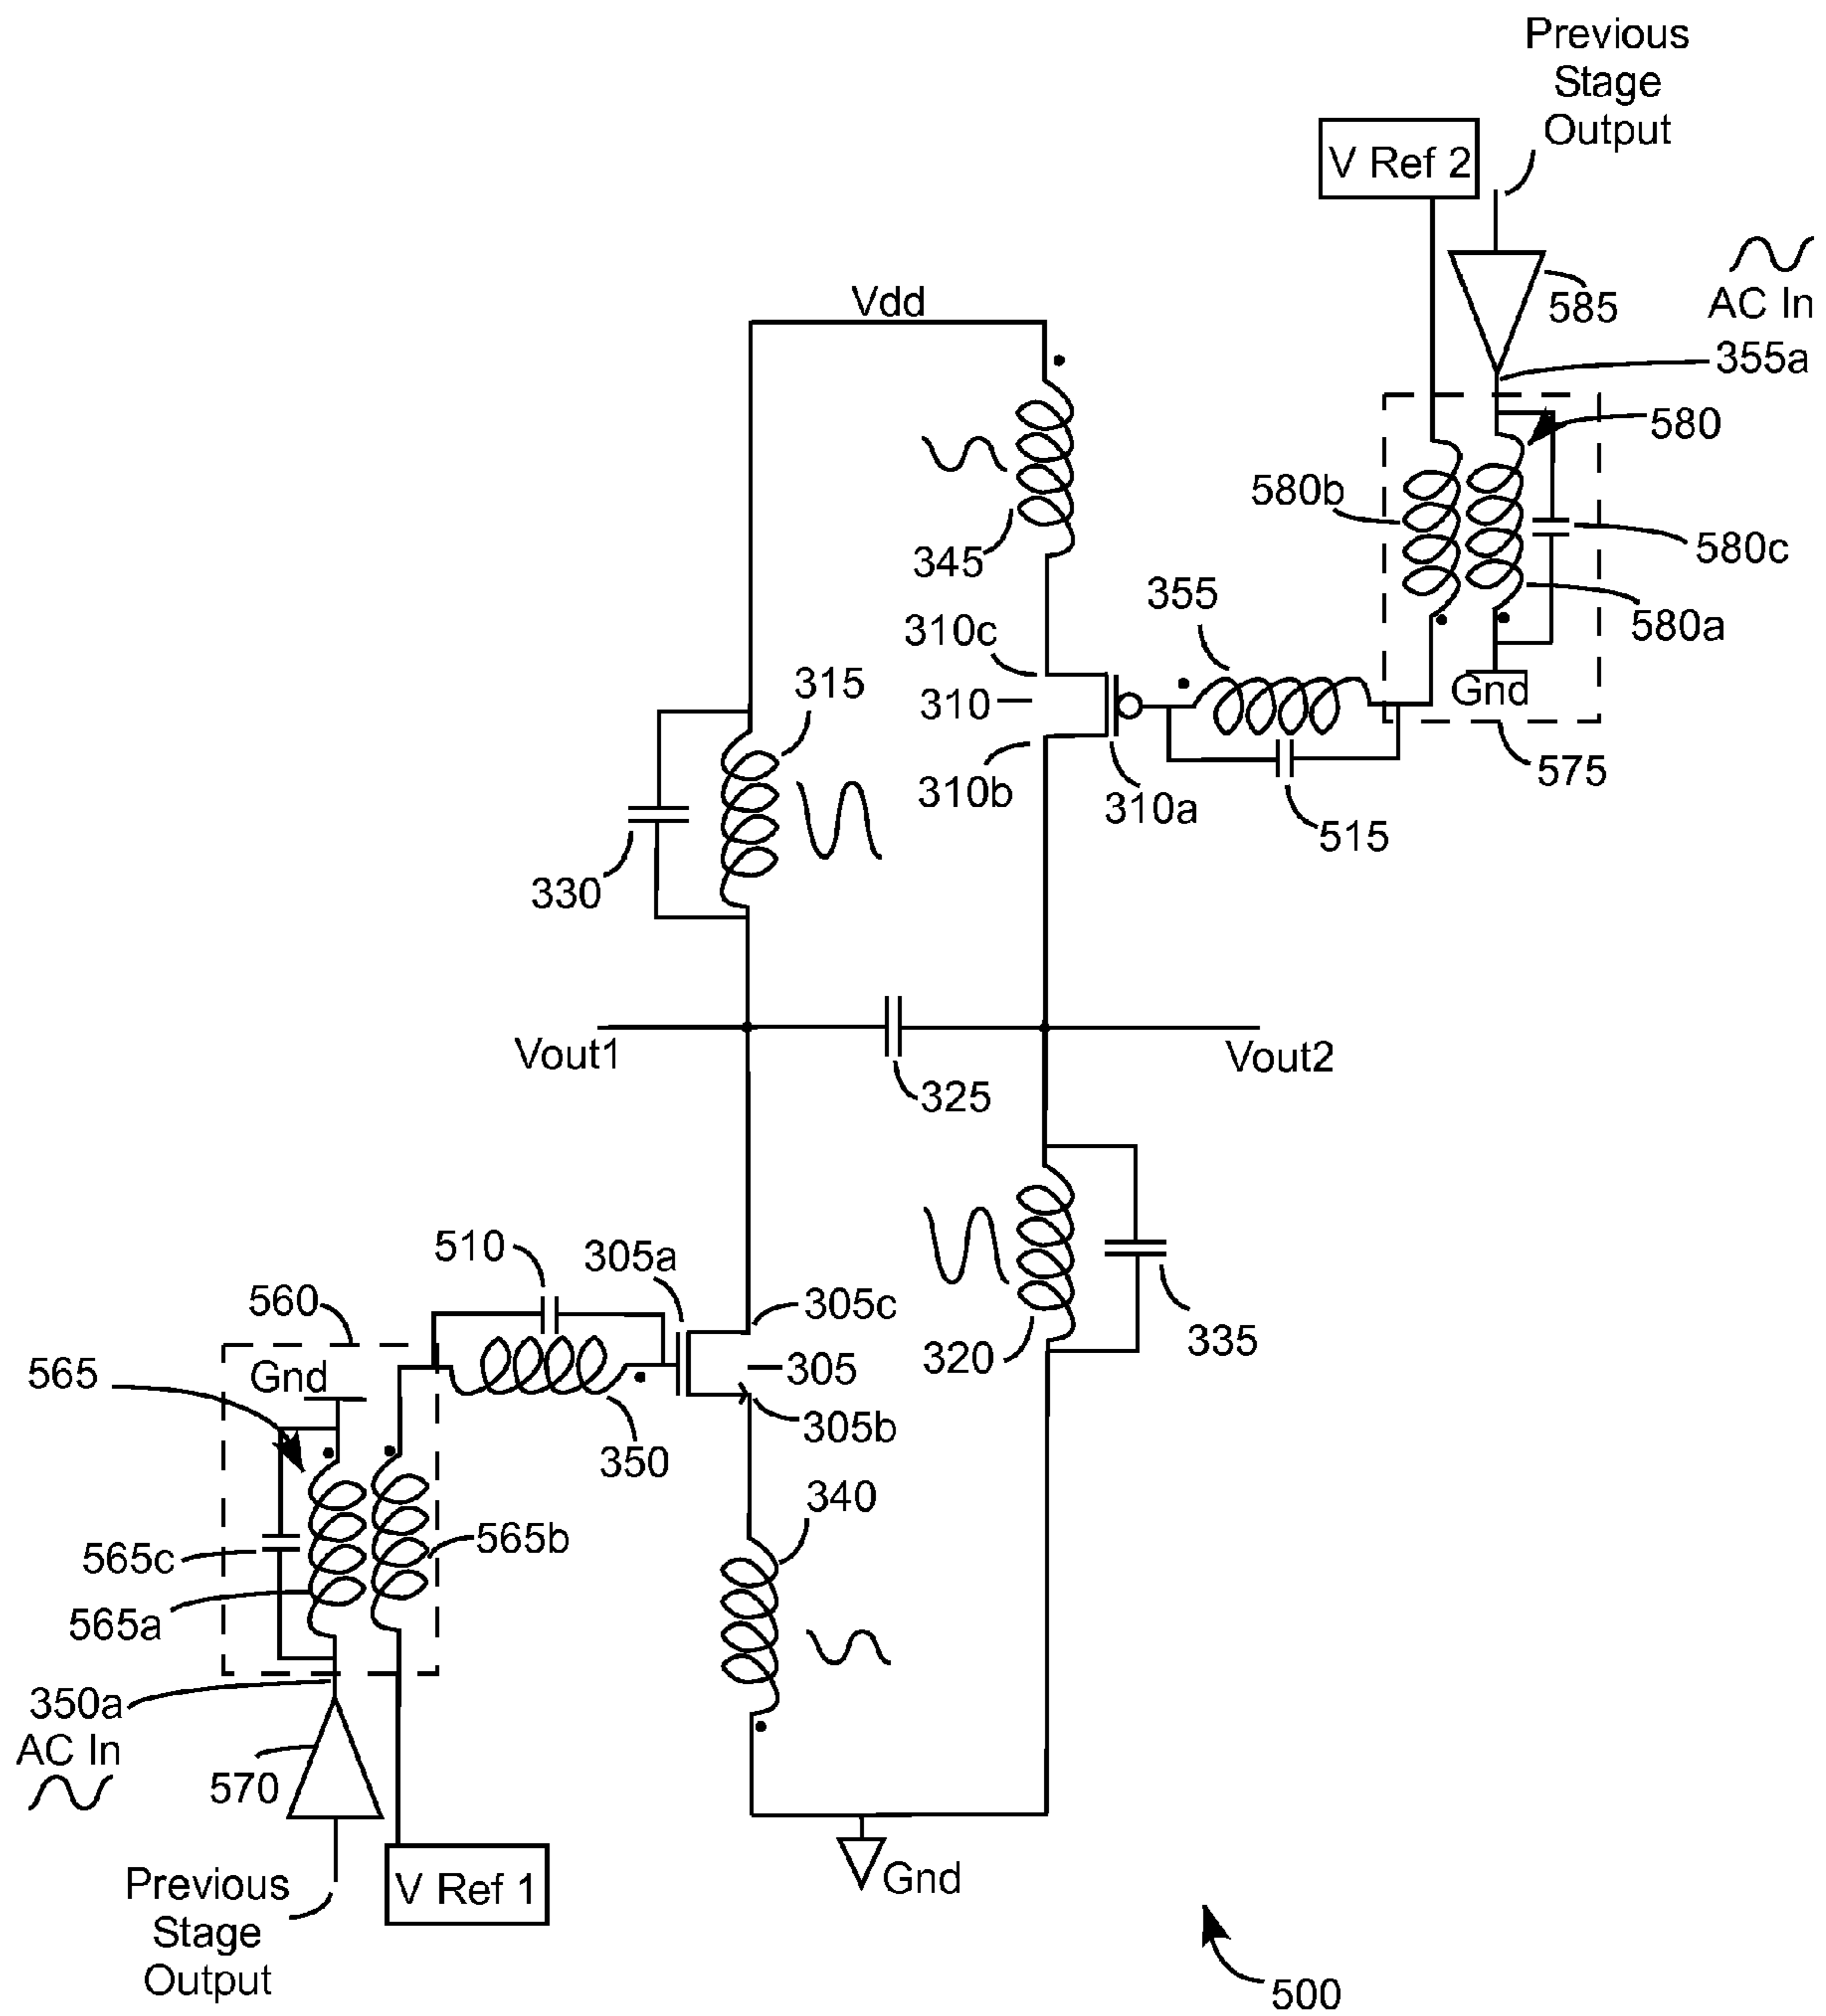 Previous
Stage
Output
V Ref 2
585
AC In
355a
Vdd
580
580b
580c
345
355
580a
310c
Gnd
315
310
575
310b
310a
515
330
Vout1
Vout2
325
510
305a
560
305c
335
565
Gnd
305
320
305b
350
340
565b
565c
565a
350a
AC In
570
Previous
Stage
Output
V Ref 1
Gnd
500